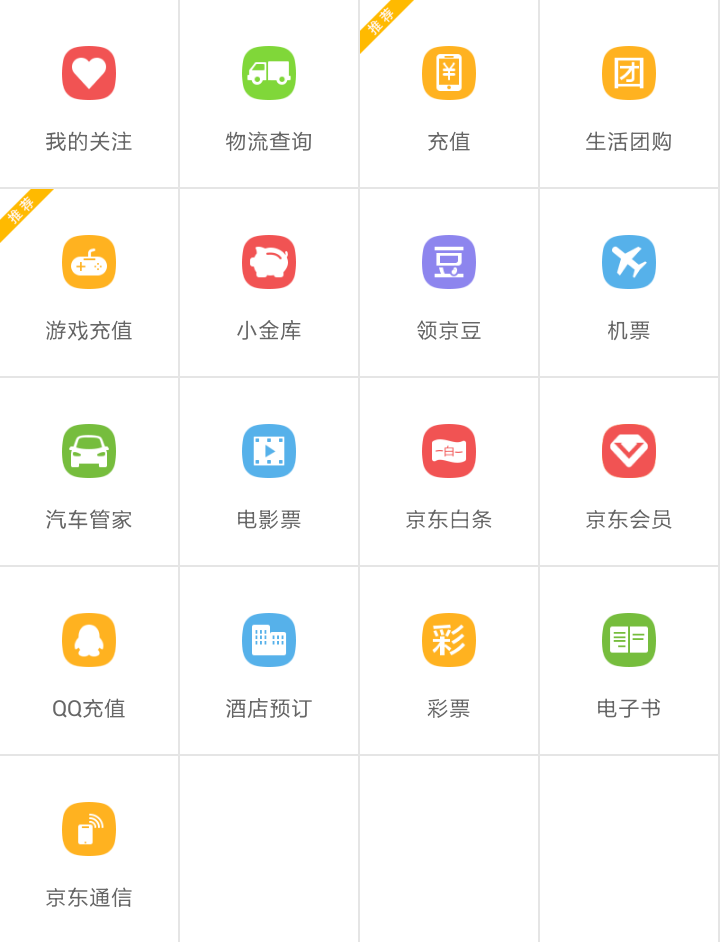 推荐
¥
团
我的关注
物流查询
充值
生活团购
推荐
豆
游戏充值
小金库
领京豆
机票
一白一
汽车管家
电影票
京东白条
京东会员
彩
QQ充值
酒店预订
彩票
电子书
京东通信